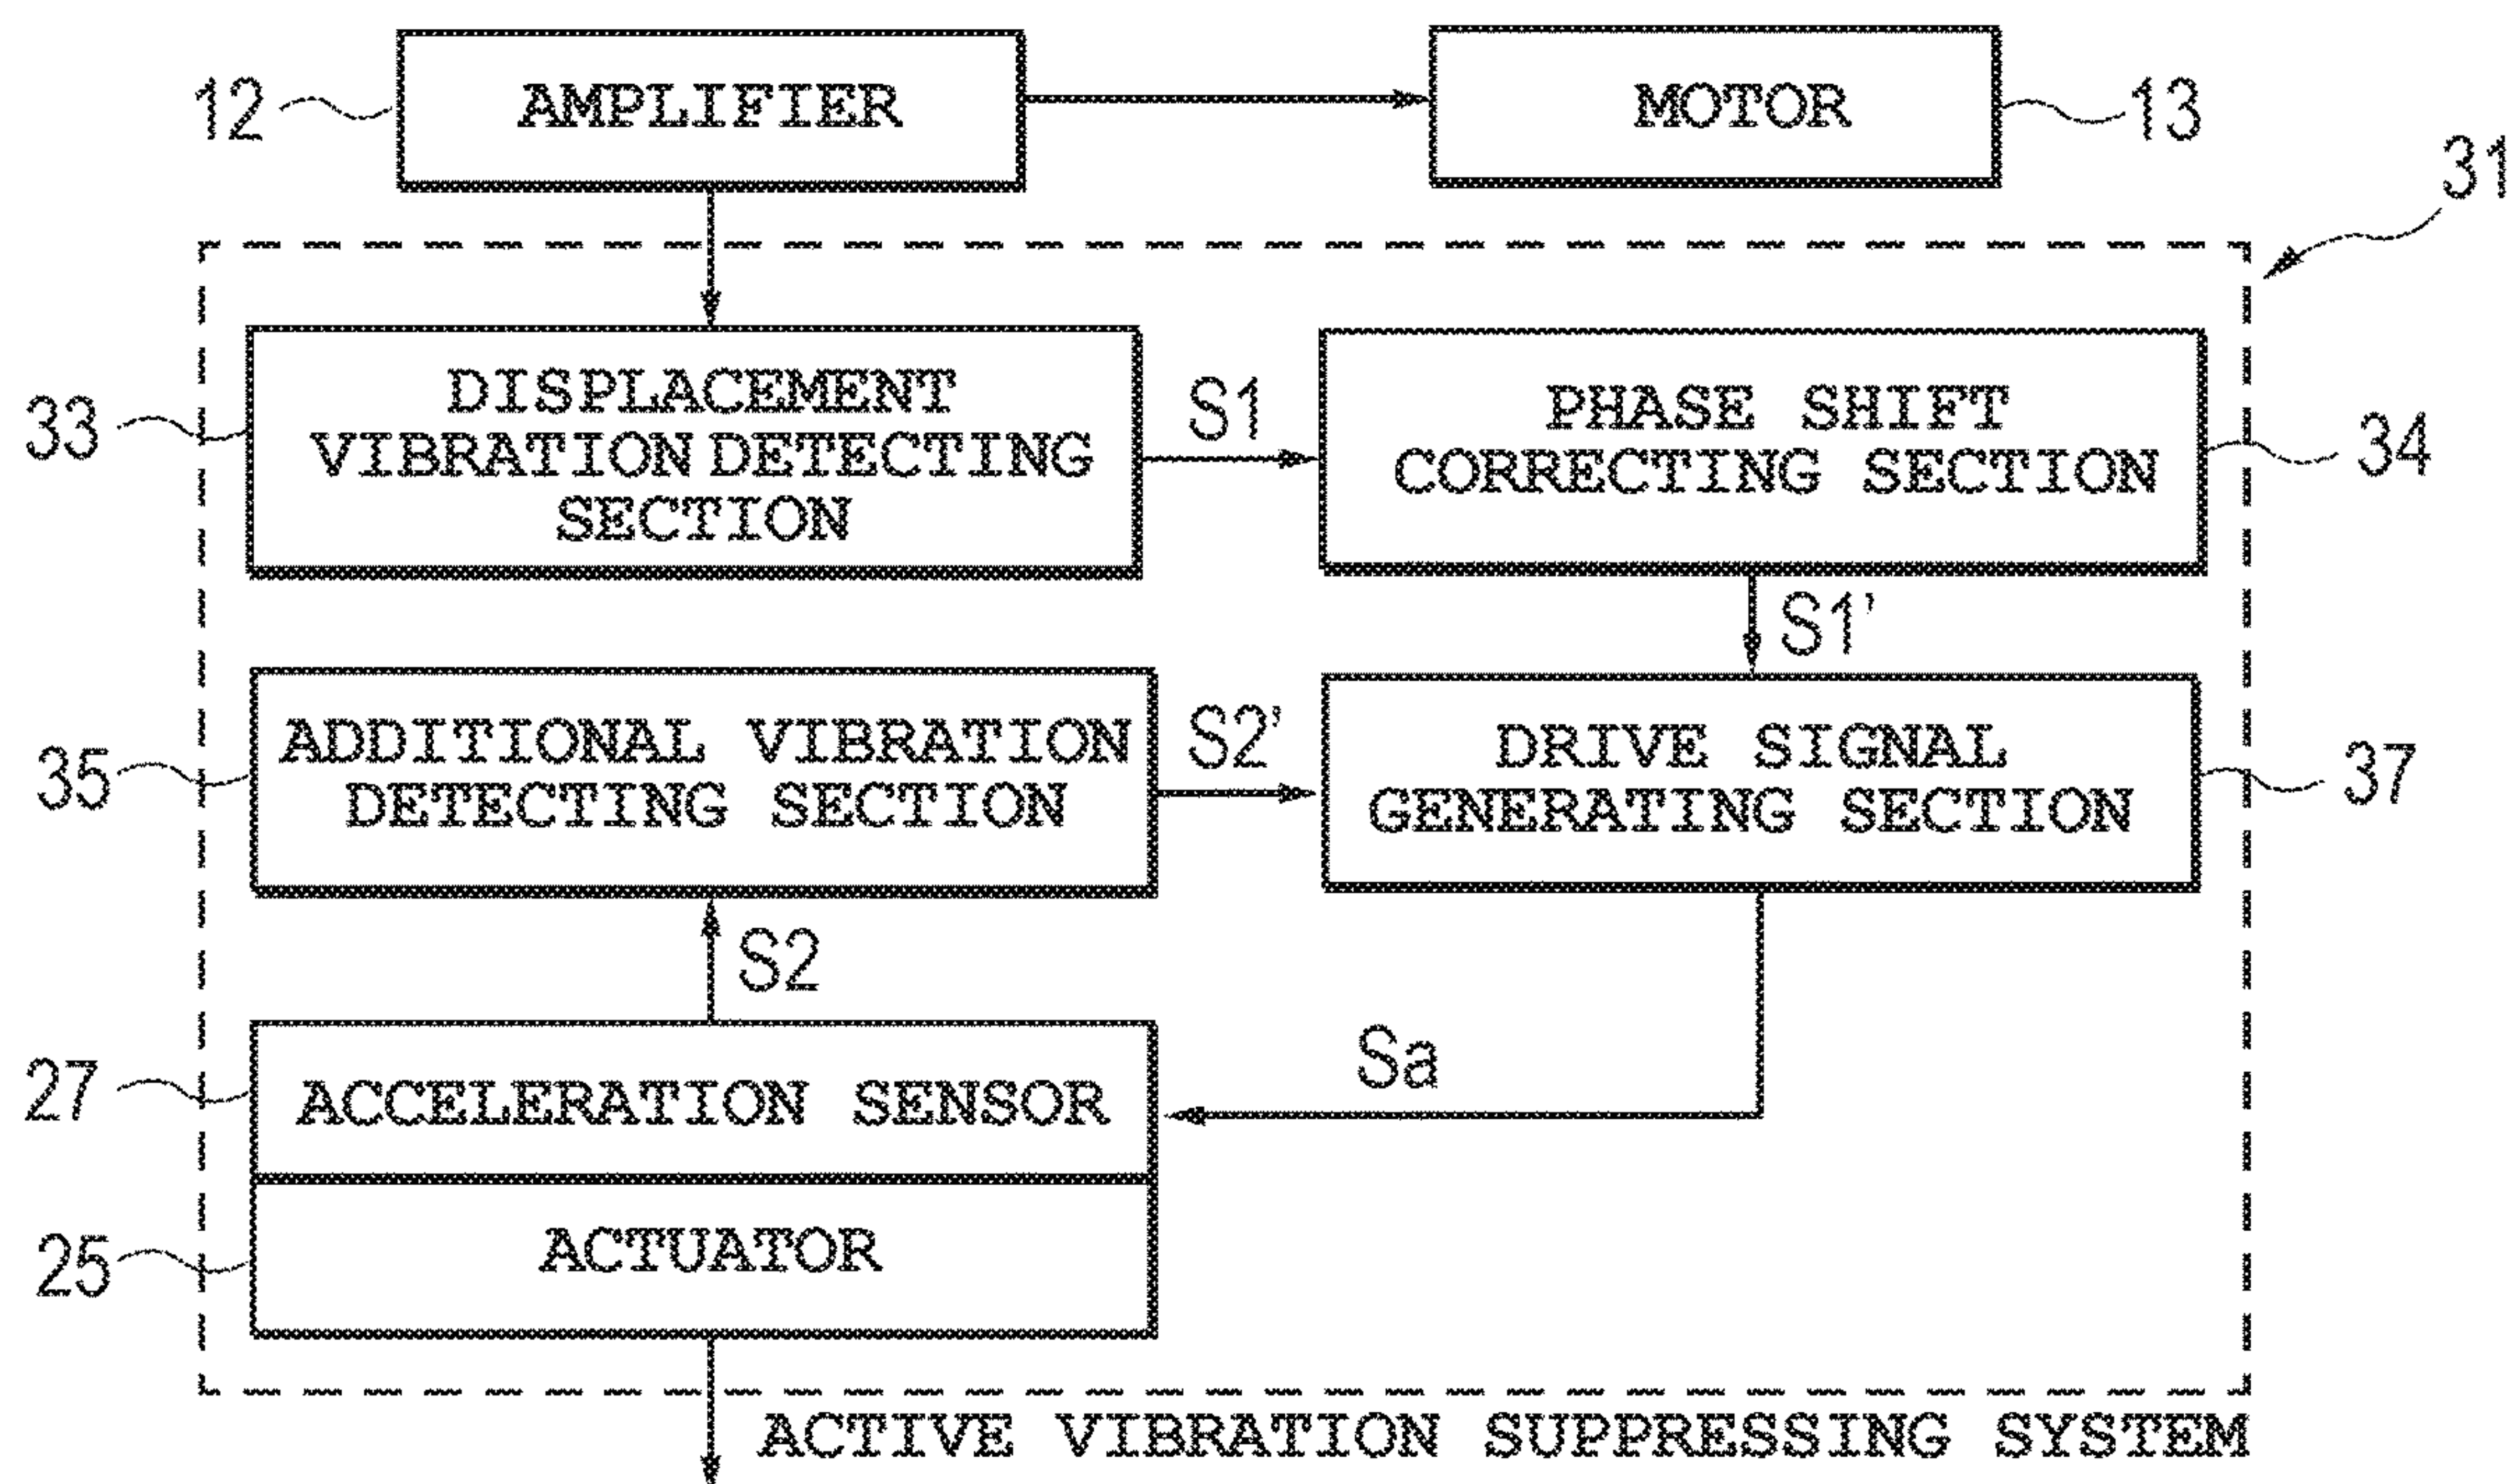 12
AMPLIFIER
MOTOR
13
31
33
DISPLACEMENT
VIBRATION DETECTING
SECTION
S1
PHASE SHIFT
CORRECTING SECTION
34
S1'
35
ADDITIONAL VIBRATION
DETECTING SECTION
S2'
DRIVE SIGNAL
GENERATING SECTION
37
S2
27
ACCELERATION SENSOR
Sa
25
ACTUATOR
ACTIVE VIBRATION SUPPRESSING SYSTEM